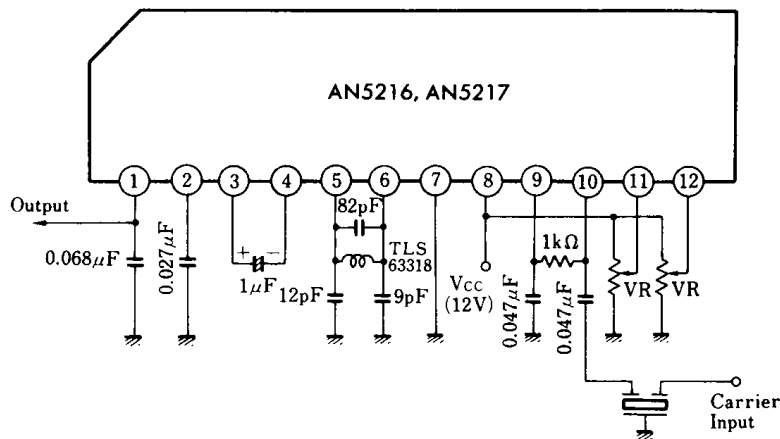 AN5216, AN5217
1 2 3 4 5 6 7 8 9 10 11 12
Output
82pF
1kΩ
0.068μF
0.027μF
+ −
1μF
TLS
63318
12pF
9pF
VCC
(12V)
0.047μF
0.047μF
VR
VR
Carrier
Input